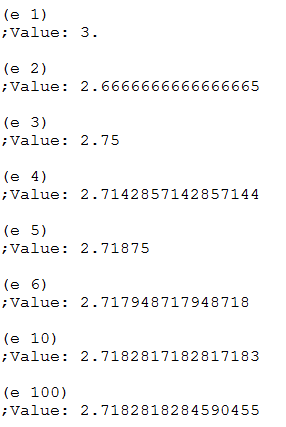 (e 1)
;Value: 3.
(e 2)
;Value: 2.6666666666666665
(e 3)
;Value: 2.75
(e 4)
;Value: 2.7142857142857144
(e 5)
;Value: 2.71875
(e 6)
;Value: 2.717948717948718
(e 10)
;Value: 2.7182817182817183
(e 100)
;Value: 2.7182818284590455